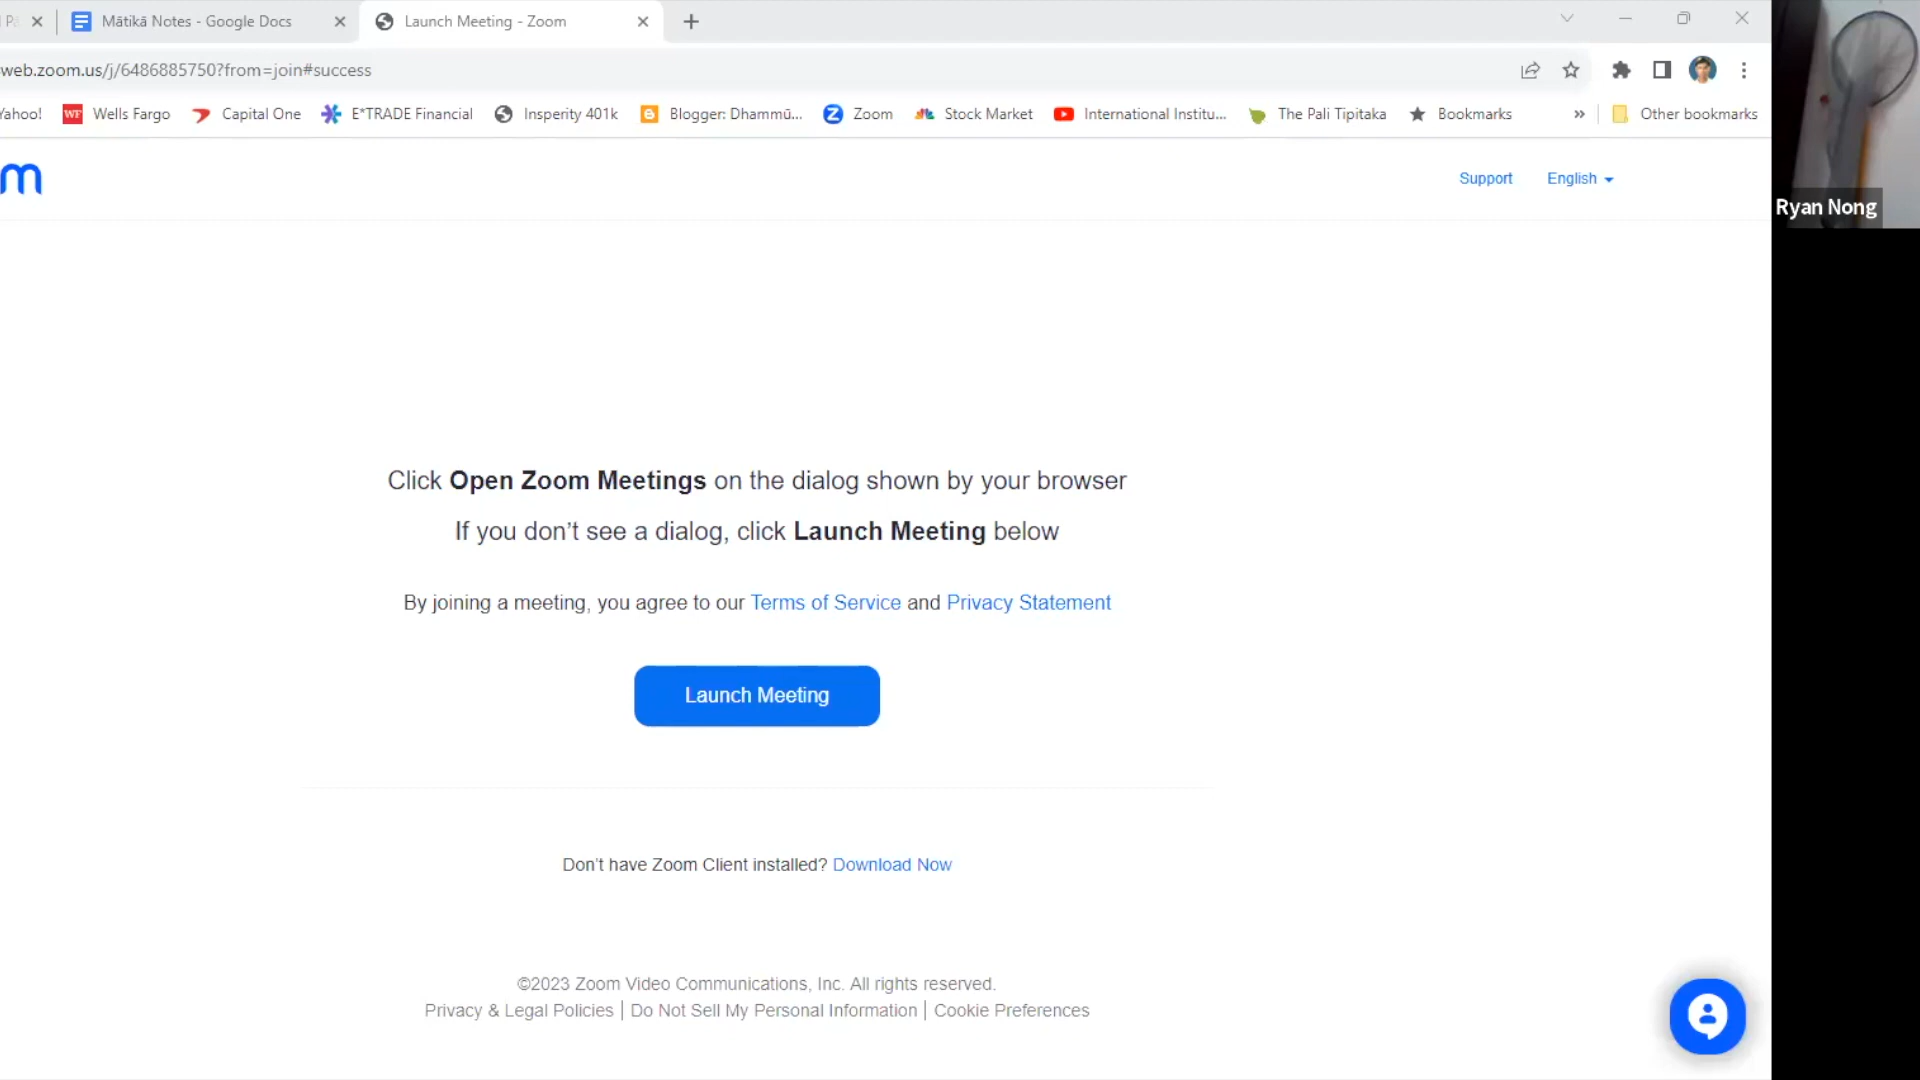 Mātikā Notes - Google Docs
Launch Meeting - Zoom
web.zoom.us/j/6486885750?from=join#success
Yahoo!
WF Wells Fargo
Capital One
E*TRADE Financial
Insperity 401k
Blogger: Dhammū...
Zoom
Stock Market
International Institu...
The Pali Tipitaka
Bookmarks
»
Other bookmarks
m
Support
English
Ryan Nong
Click Open Zoom Meetings on the dialog shown by your browser
If you don’t see a dialog, click Launch Meeting below
By joining a meeting, you agree to our Terms of Service and Privacy Statement
Launch Meeting
Don’t have Zoom Client installed? Download Now
©2023 Zoom Video Communications, Inc. All rights reserved.
Privacy & Legal Policies | Do Not Sell My Personal Information | Cookie Preferences